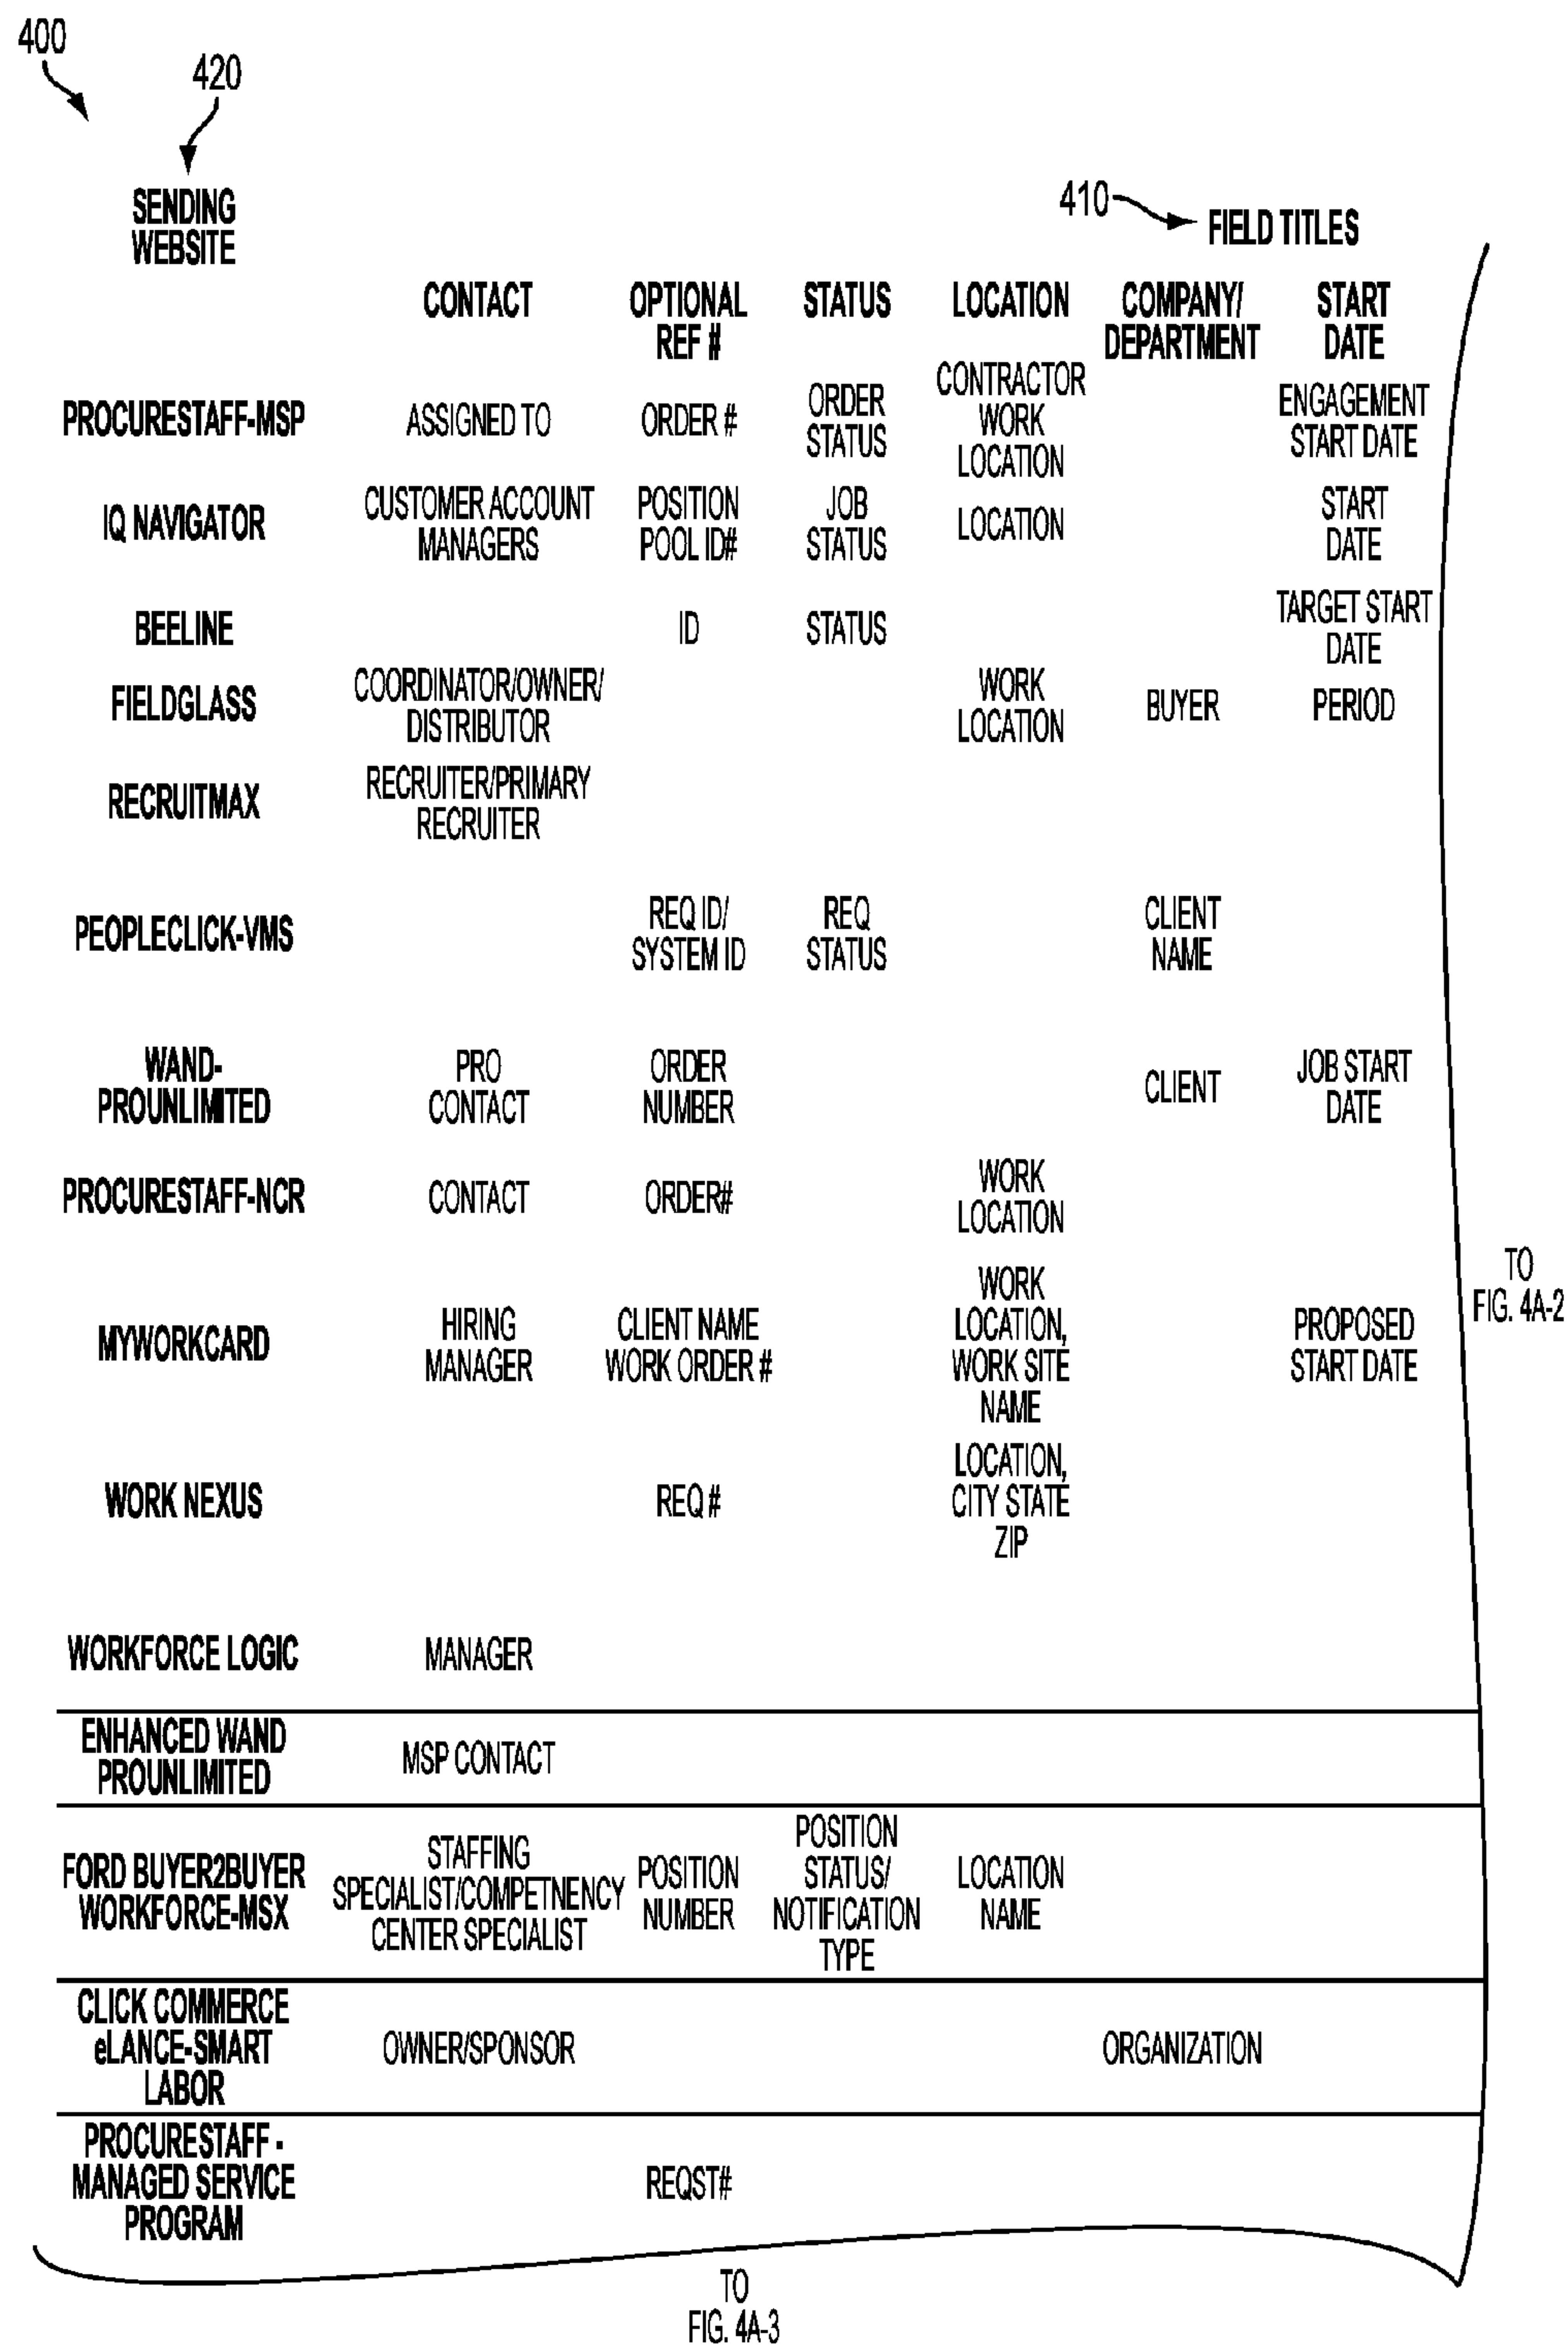 400
420
SENDING
WEBSITE
410
FIELD TITLES
CONTACT
OPTIONAL
REF #
STATUS
LOCATION
COMPANY/
DEPARTMENT
START
DATE
PROCURESTAFF-MSP
ASSIGNED TO
ORDER #
ORDER
STATUS
CONTRACTOR
WORK
LOCATION
ENGAGEMENT
START DATE
IQ NAVIGATOR
CUSTOMER ACCOUNT
MANAGERS
POSITION
POOL ID#
JOB
STATUS
LOCATION
START
DATE
BEELINE
ID
STATUS
TARGET START
DATE
FIELDGLASS
COORDINATOR/OWNER/
DISTRIBUTOR
WORK
LOCATION
BUYER
PERIOD
RECRUITMAX
RECRUITER/PRIMARY
RECRUITER
PEOPLECLICK-VMS
REQ ID/
SYSTEM ID
REQ
STATUS
CLIENT
NAME
WAND-
PROUNLIMITED
PRO
CONTACT
ORDER
NUMBER
CLIENT
JOB START
DATE
PROCURESTAFF-NCR
CONTACT
ORDER#
WORK
LOCATION
MYWORKCARD
HIRING
MANAGER
CLIENT NAME
WORK ORDER #
WORK
LOCATION,
WORK SITE
NAME
PROPOSED
START DATE
TO
FIG. 4A-2
WORK NEXUS
REQ #
LOCATION,
CITY STATE
ZIP
WORKFORCE LOGIC
MANAGER
ENHANCED WAND
PROUNLIMITED
MSP CONTACT
FORD BUYER2BUYER
WORKFORCE-MSX
STAFFING
SPECIALIST/COMPETNENCY
CENTER SPECIALIST
POSITION
NUMBER
POSITION
STATUS/
NOTIFICATION
TYPE
LOCATION
NAME
CLICK COMMERCE
eLANCE-SMART
LABOR
OWNER/SPONSOR
ORGANIZATION
PROCURESTAFF -
MANAGED SERVICE
PROGRAM
REQST#
TO
FIG. 4A-3